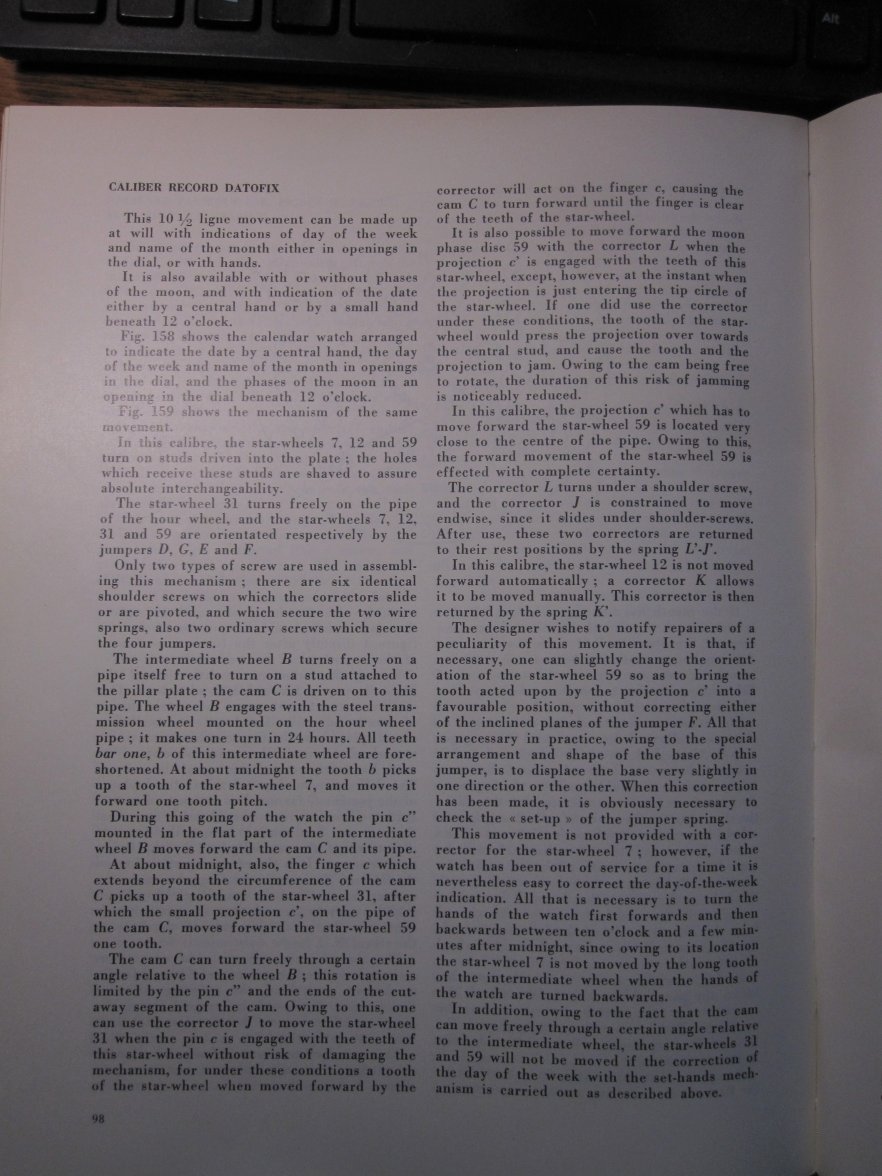 Alt
CALIBER RECORD DATOFIX
This 10 ½ ligne movement can be made up
at will with indications of day of the week
and name of the month either in openings in
the dial, or with hands.
It is also available with or without phases
of the moon, and with indication of the date
either by a central hand or by a small hand
beneath 12 o'clock.
Fig. 158 shows the calendar watch arranged
to indicate the date by a central hand, the day
of the week and name of the month in openings
in the dial, and the phases of the moon in an
opening in the dial beneath 12 o'clock.
Fig. 159 shows the mechanism of the same
movement.
In this calibre, the star-wheels 7, 12 and 59
turn on studs driven into the plate ; the holes
which receive these studs are shaved to assure
absolute interchangeability.
The star-wheel 31 turns freely on the pipe
of the hour wheel, and the star-wheels 7, 12,
31 and 59 are orientated respectively by the
jumpers D, G, E and F.
Only two types of screw are used in assembl-
ing this mechanism ; there are six identical
shoulder screws on which the correctors slide
or are pivoted, and which secure the two wire
springs, also two ordinary screws which secure
the four jumpers.
The intermediate wheel B turns freely on a
pipe itself free to turn on a stud attached to
the pillar plate ; the cam C is driven on to this
pipe. The wheel B engages with the steel trans-
mission wheel mounted on the hour wheel
pipe ; it makes one turn in 24 hours. All teeth
bar one, b of this intermediate wheel are fore-
shortened. At about midnight the tooth b picks
up a tooth of the star-wheel 7, and moves it
forward one tooth pitch.
During this going of the watch the pin c"
mounted in the flat part of the intermediate
wheel B moves forward the cam C and its pipe.
At about midnight, also, the finger c which
extends beyond the circumference of the cam
C picks up a tooth of the star-wheel 31, after
which the small projection c', on the pipe of
the cam C, moves forward the star-wheel 59
one tooth.
The cam C can turn freely through a certain
angle relative to the wheel B ; this rotation is
limited by the pin c" and the ends of the cut-
away segment of the cam. Owing to this, one
can use the corrector J to move the star-wheel
31 when the pin c is engaged with the teeth of
this star-wheel without risk of damaging the
mechanism, for under these conditions a tooth
of the star-wheel when moved forward by the
98
corrector will act on the finger c, causing the
cam C to turn forward until the finger is clear
of the teeth of the star-wheel.
It is also possible to move forward the moon
phase disc 59 with the corrector L when the
projection c' is engaged with the teeth of this
star-wheel, except, however, at the instant when
the projection is just entering the tip circle of
the star-wheel. If one did use the corrector
under these conditions, the tooth of the star-
wheel would press the projection over towards
the central stud, and cause the tooth and the
projection to jam. Owing to the cam being free
to rotate, the duration of this risk of jamming
is noticeably reduced.
In this calibre, the projection c' which has to
move forward the star-wheel 59 is located very
close to the centre of the pipe. Owing to this,
the forward movement of the star-wheel 59 is
effected with complete certainty.
The corrector L turns under a shoulder screw,
and the corrector J is constrained to move
endwise, since it slides under shoulder-screws.
After use, these two correctors are returned
to their rest positions by the spring L'-J'.
In this calibre, the star-wheel 12 is not moved
forward automatically ; a corrector K allows
it to be moved manually. This corrector is then
returned by the spring K'.
The designer wishes to notify repairers of a
peculiarity of this movement. It is that, if
necessary, one can slightly change the orient-
ation of the star-wheel 59 so as to bring the
tooth acted upon by the projection c' into a
favourable position, without correcting either
of the inclined planes of the jumper F. All that
is necessary in practice, owing to the special
arrangement and shape of the base of this
jumper, is to displace the base very slightly in
one direction or the other. When this correction
has been made, it is obviously necessary to
check the « set-up » of the jumper spring.
This movement is not provided with a cor-
rector for the star-wheel 7 ; however, if the
watch has been out of service for a time it is
nevertheless easy to correct the day-of-the-week
indication. All that is necessary is to turn the
hands of the watch first forwards and then
backwards between ten o'clock and a few min-
utes after midnight, since owing to its location
the star-wheel 7 is not moved by the long tooth
of the intermediate wheel when the hands of
the watch are turned backwards.
In addition, owing to the fact that the cam
can move freely through a certain angle relative
to the intermediate wheel, the star-wheels 31
and 59 will not be moved if the correction of
the day of the week with the set-hands mech-
anism is carried out as described above.